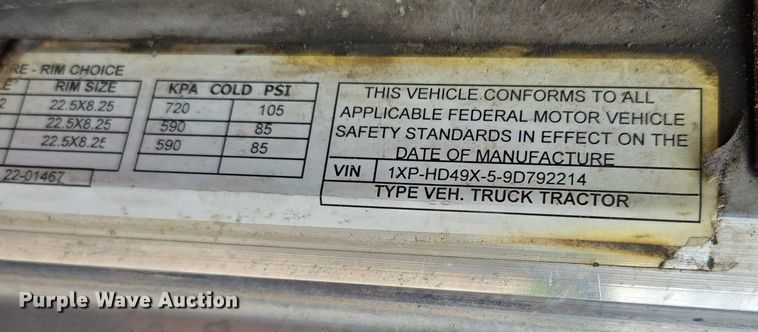 RE - RIM CHOICE
E RIM SIZE KPA COLD PSI
2 22.5X8.25 720 105
22.5X8.25 590 85
22.5X8.25 590 85
22-01467
THIS VEHICLE CONFORMS TO ALL
APPLICABLE FEDERAL MOTOR VEHICLE
SAFETY STANDARDS IN EFFECT ON THE
DATE OF MANUFACTURE
VIN 1XP-HD49X-5-9D792214
TYPE VEH. TRUCK TRACTOR
Purple Wave Auction